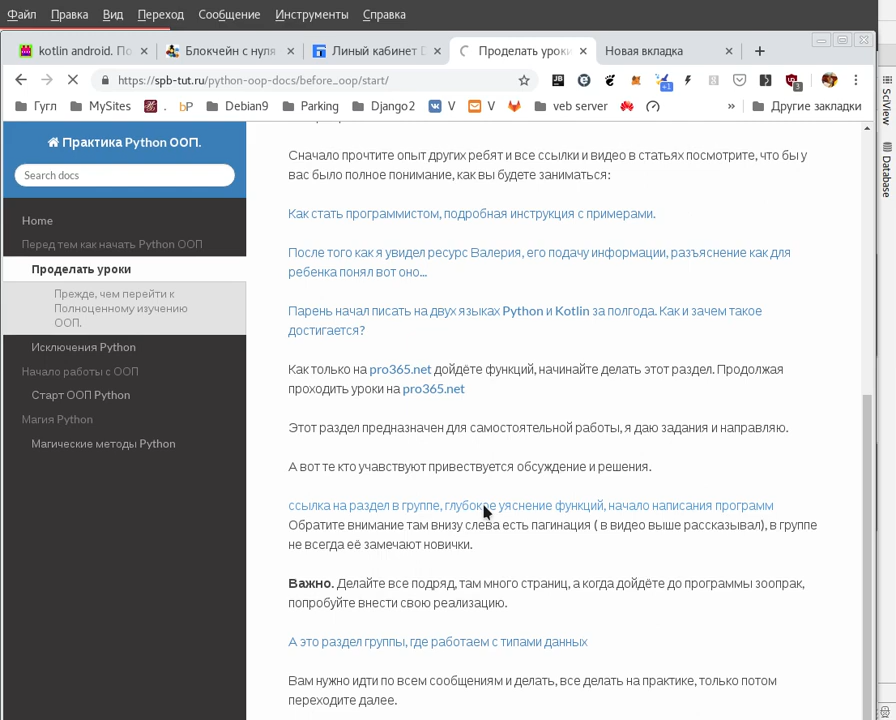 Файл Правка Вид Переход Сообщение Инструменты Справка
kotlin android. По
Блокчейн с нуля
Линый кабинет
Проделать уроки
Новая вкладка
https://spb-tut.ru/python-oop-docs/before_oop/start/
Гугл MySites . bP Debian9 Parking Django2 V V veb server » Другие закладки
SciView
Database
Практика Python ООП.
Search docs
Home
Перед тем как начать Python ООП
Проделать уроки
Прежде, чем перейти к
Полноценному изучению
ООП.
Исключения Python
Начало работы с ООП
Старт ООП Python
Магия Python
Магические методы Python
Сначало прочтите опыт других ребят и все ссылки и видео в статьях посмотрите, что бы у
вас было полное понимание, как вы будете заниматься:
Как стать программистом, подробная инструкция с примерами.
После того как я увидел ресурс Валерия, его подачу информации, разъяснение как для
ребенка понял вот оно...
Парень начал писать на двух языках Python и Kotlin за полгода. Как и зачем такое
достигается?
Как только на pro365.net дойдёте функций, начинайте делать этот раздел. Продолжая
проходить уроки на pro365.net
Этот раздел предназначен для самостоятельной работы, я даю задания и направляю.
А вот те кто учавствуют привествуется обсуждение и решения.
ссылка на раздел в группе, глубокое уяснение функций, начало написания программ
Обратите внимание там внизу слева есть пагинация ( в видео выше рассказывал), в группе
не всегда её замечают новички.
Важно. Делайте все подряд, там много страниц, а когда дойдёте до программы зоопрак,
попробуйте внести свою реализацию.
А это раздел группы, где работаем с типами данных
Вам нужно идти по всем сообщениям и делать, все делать на практике, только потом
переходите далее.